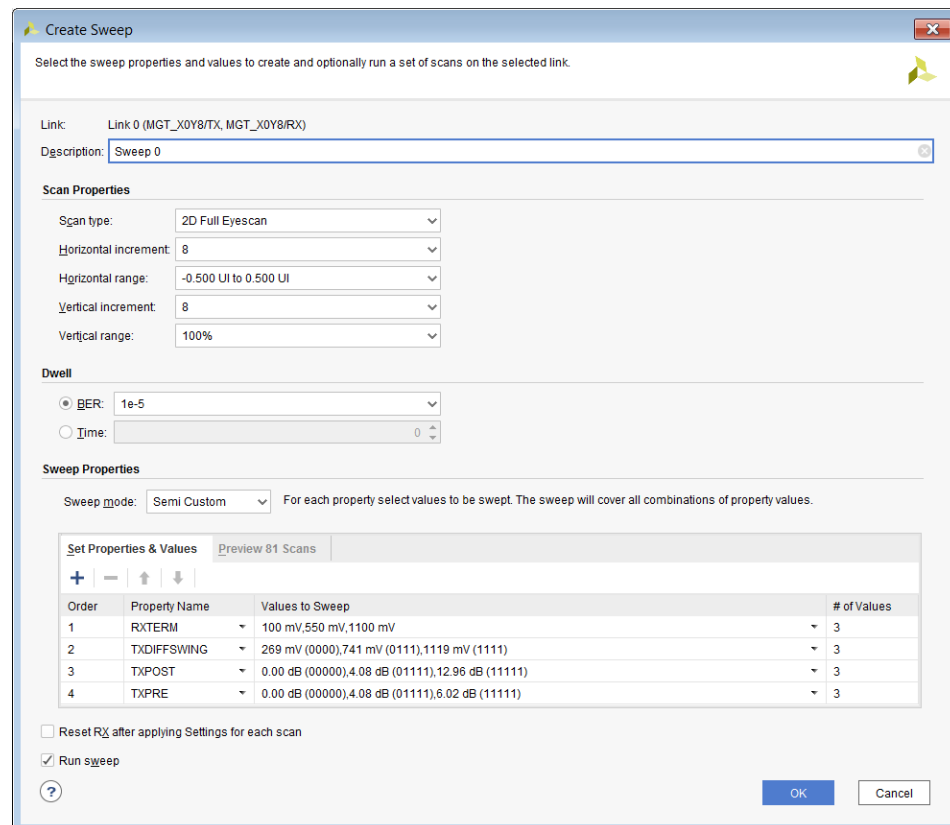 Create Sweep
Select the sweep properties and values to create and optionally run a set of scans on the selected link.
Link: Link 0 (MGT_X0Y8/TX, MGT_X0Y8/RX)
Description: Sweep 0
Scan Properties
Scan type: 2D Full Eyescan
Horizontal increment: 8
Horizontal range: -0.500 UI to 0.500 UI
Vertical increment: 8
Vertical range: 100%
Dwell
BER: 1e-5
Time: 0
Sweep Properties
Sweep mode: Semi Custom For each property select values to be swept. The sweep will cover all combinations of property values.
Set Properties & Values Preview 81 Scans
Order Property Name Values to Sweep # of Values
1 RXTERM 100 mV,550 mV,1100 mV 3
2 TXDIFFSWING 269 mV (0000),741 mV (0111),1119 mV (1111) 3
3 TXPOST 0.00 dB (00000),4.08 dB (01111),12.96 dB (11111) 3
4 TXPRE 0.00 dB (00000),4.08 dB (01111),6.02 dB (11111) 3
Reset RX after applying Settings for each scan
Run sweep
? OK Cancel